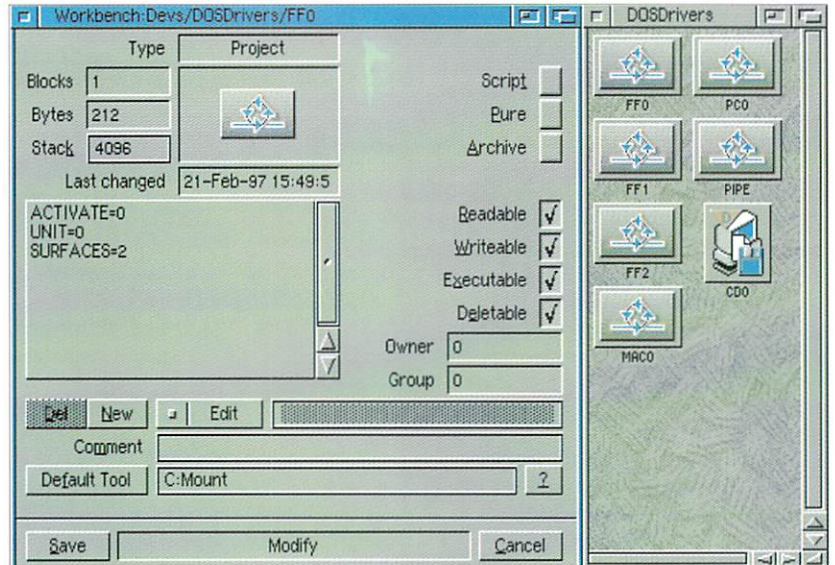 Workbench:Devs/DOSDrivers/FF0
Type Project
Blocks 1
Bytes 212
Stack 4096
Last changed 21-Feb-97 15:49:5
Script
Pure
Archive
ACTIVATE=0
UNIT=0
SURFACES=2
Readable
Writeable
Executable
Deletable
Owner 0
Group 0
Del New Edit
Comment
Default Tool C:Mount ?
Save Modify Cancel
DOSDrivers
FF0 PC0
FF1 PIPE
FF2 CD0
MAC0